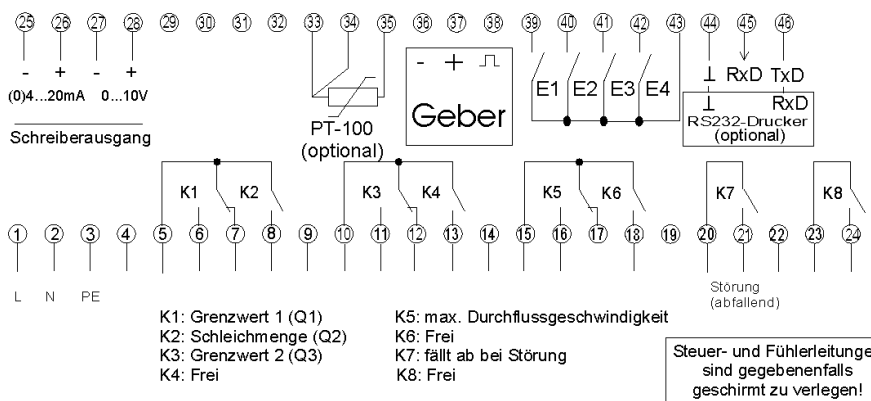 25 26 27 28 29 30 31 32 33 34 35 36 37 38 39 40 41 42 43 44 45 46
- + - + - + E1 E2 E3 E4 ⊥ RxD TxD
(0)4...20mA 0...10V Geber ⊥ RxD
Schreiberausgang PT-100 RS232-Drucker
(optional) (optional)
K1 K2 K3 K4 K5 K6 K7 K8
1 2 3 4 5 6 7 8 9 10 11 12 13 14 15 16 17 18 19 20 21 22 23 24
L N PE Störung
(abfallend)
K1: Grenzwert 1 (Q1)
K2: Schleichmenge (Q2)
K3: Grenzwert 2 (Q3)
K4: Frei
K5: max. Durchflussgeschwindigkeit
K6: Frei
K7: fällt ab bei Störung
K8: Frei
Steuer- und Fühlerleitunge
sind gegebenenfalls
geschirmt zu verlegen!